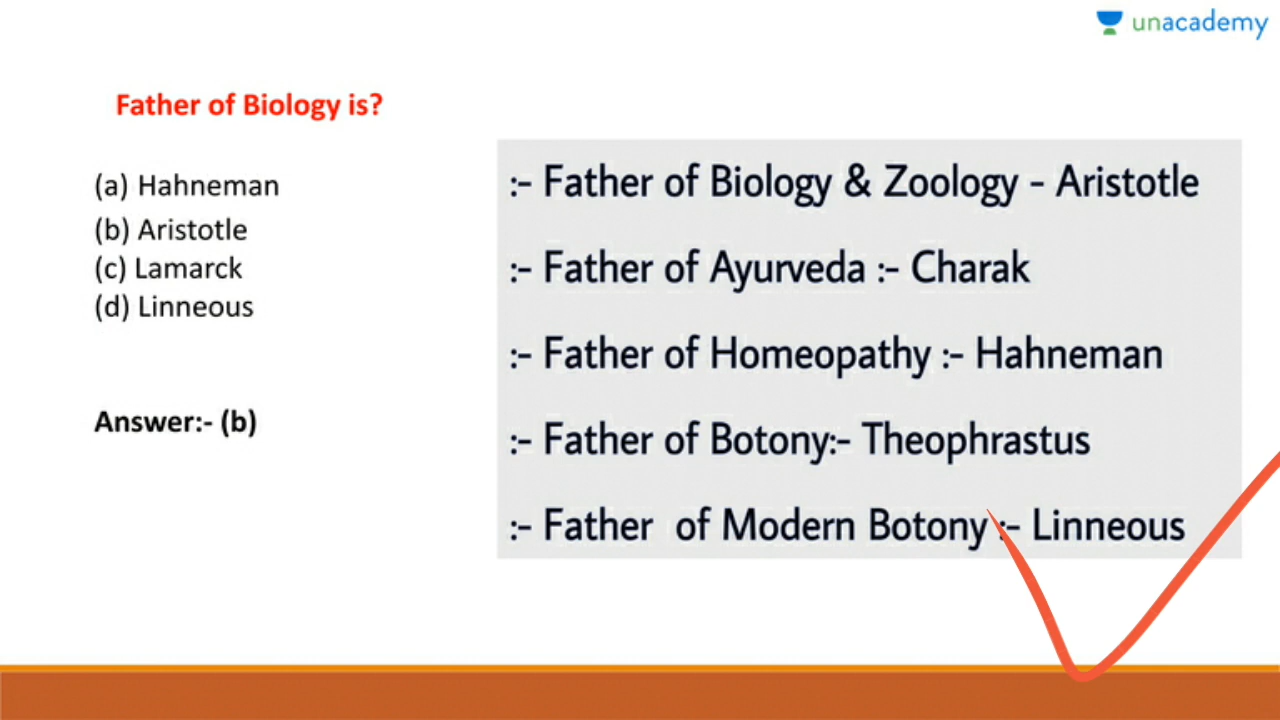 unacademy
Father of Biology is?
(a) Hahneman
(b) Aristotle
(c) Lamarck
(d) Linneous
Answer:- (b)
:- Father of Biology & Zoology - Aristotle
:- Father of Ayurveda :- Charak
:- Father of Homeopathy :- Hahneman
:- Father of Botony:- Theophrastus
:- Father of Modern Botony :- Linneous